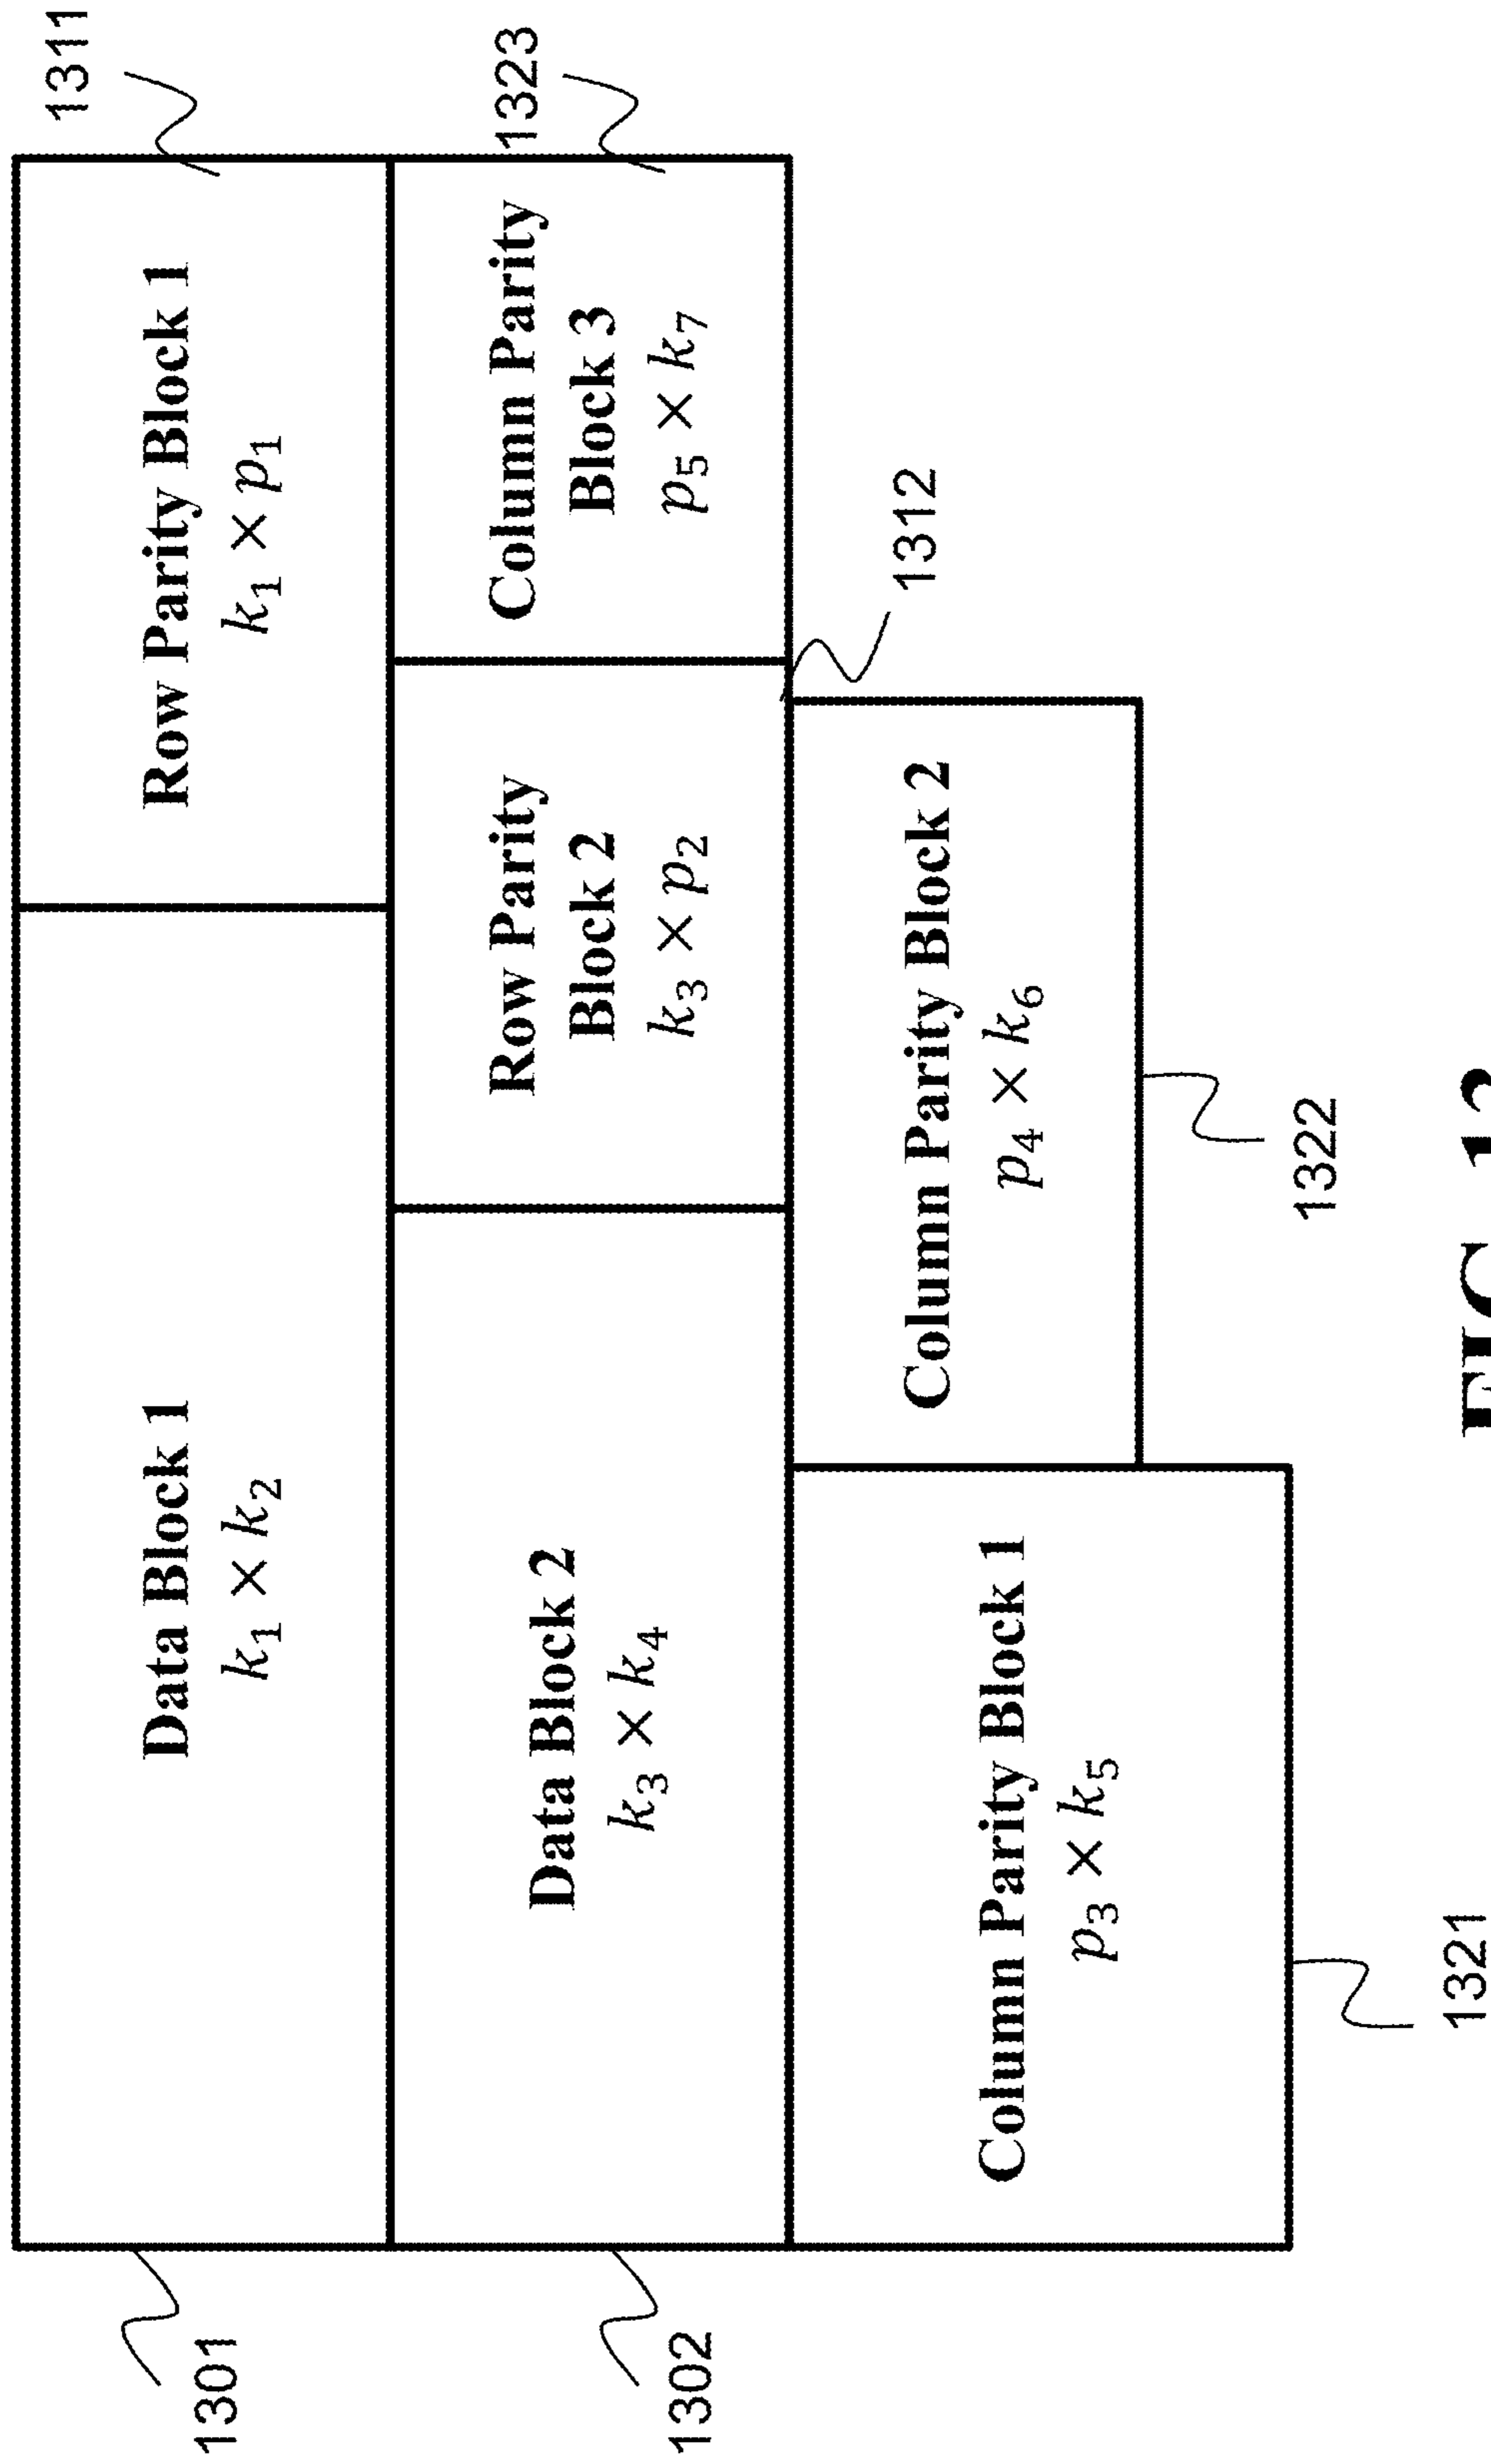 1301
Data Block 1
k₁ × k₂
Row Parity Block 1
k₁ × p₁
1311
1302
Data Block 2
k₃ × k₄
Row Parity
Block 2
k₃ × p₂
Column Parity
Block 3
p₅ × k₇
1323
1312
Column Parity Block 1
p₃ × k₅
Column Parity Block 2
p₄ × k₆
1322
1321